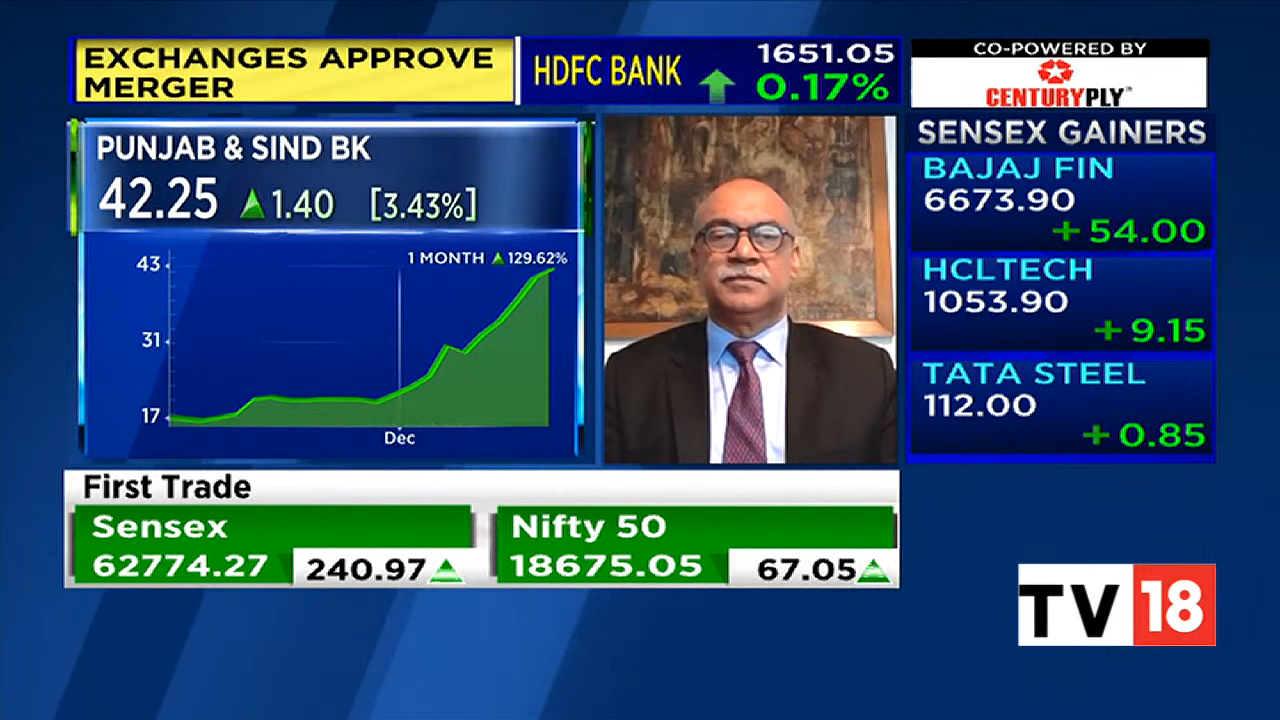 EXCHANGES APPROVE
MERGER
HDFC BANK
1651.05
0.17%
CO-POWERED BY
CENTURYPLY
PUNJAB & SIND BK
42.25 1.40 [3.43%]
1 MONTH 129.62%
43
31
17
Dec
SENSEX GAINERS
BAJAJ FIN
6673.90
+ 54.00
HCLTECH
1053.90
+ 9.15
TATA STEEL
112.00
+ 0.85
First Trade
Sensex
62774.27 240.97
Nifty 50
18675.05 67.05
TV 18